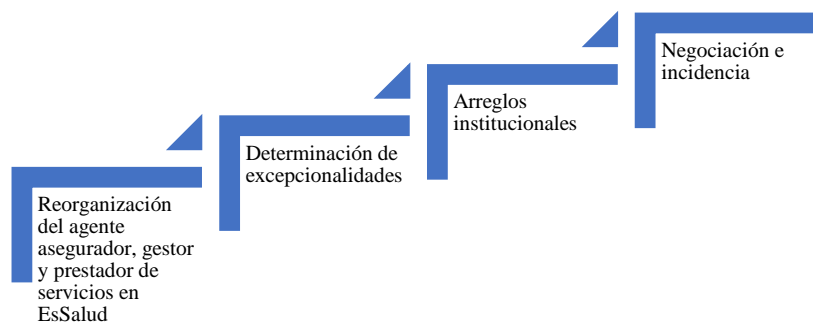 Reorganización
del agente
asegurador, gestor
y prestador de
servicios en
EsSalud
Determinación de
excepcionalidades
Arreglos
institucionales
Negociación e
incidencia